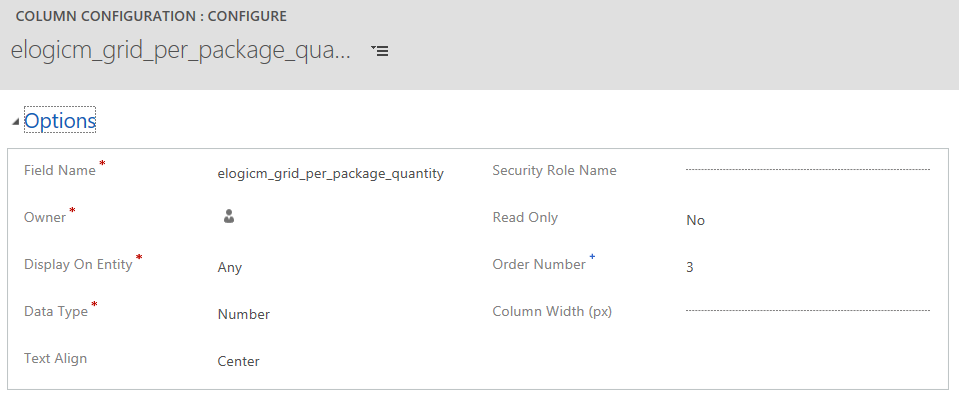 COLUMN CONFIGURATION : CONFIGURE
elogicm_grid_per_package_qua...
Options
Field Name* elogicm_grid_per_package_quantity
Security Role Name
Owner*
Read Only No
Display On Entity* Any
Order Number+ 3
Data Type* Number
Column Width (px)
Text Align Center